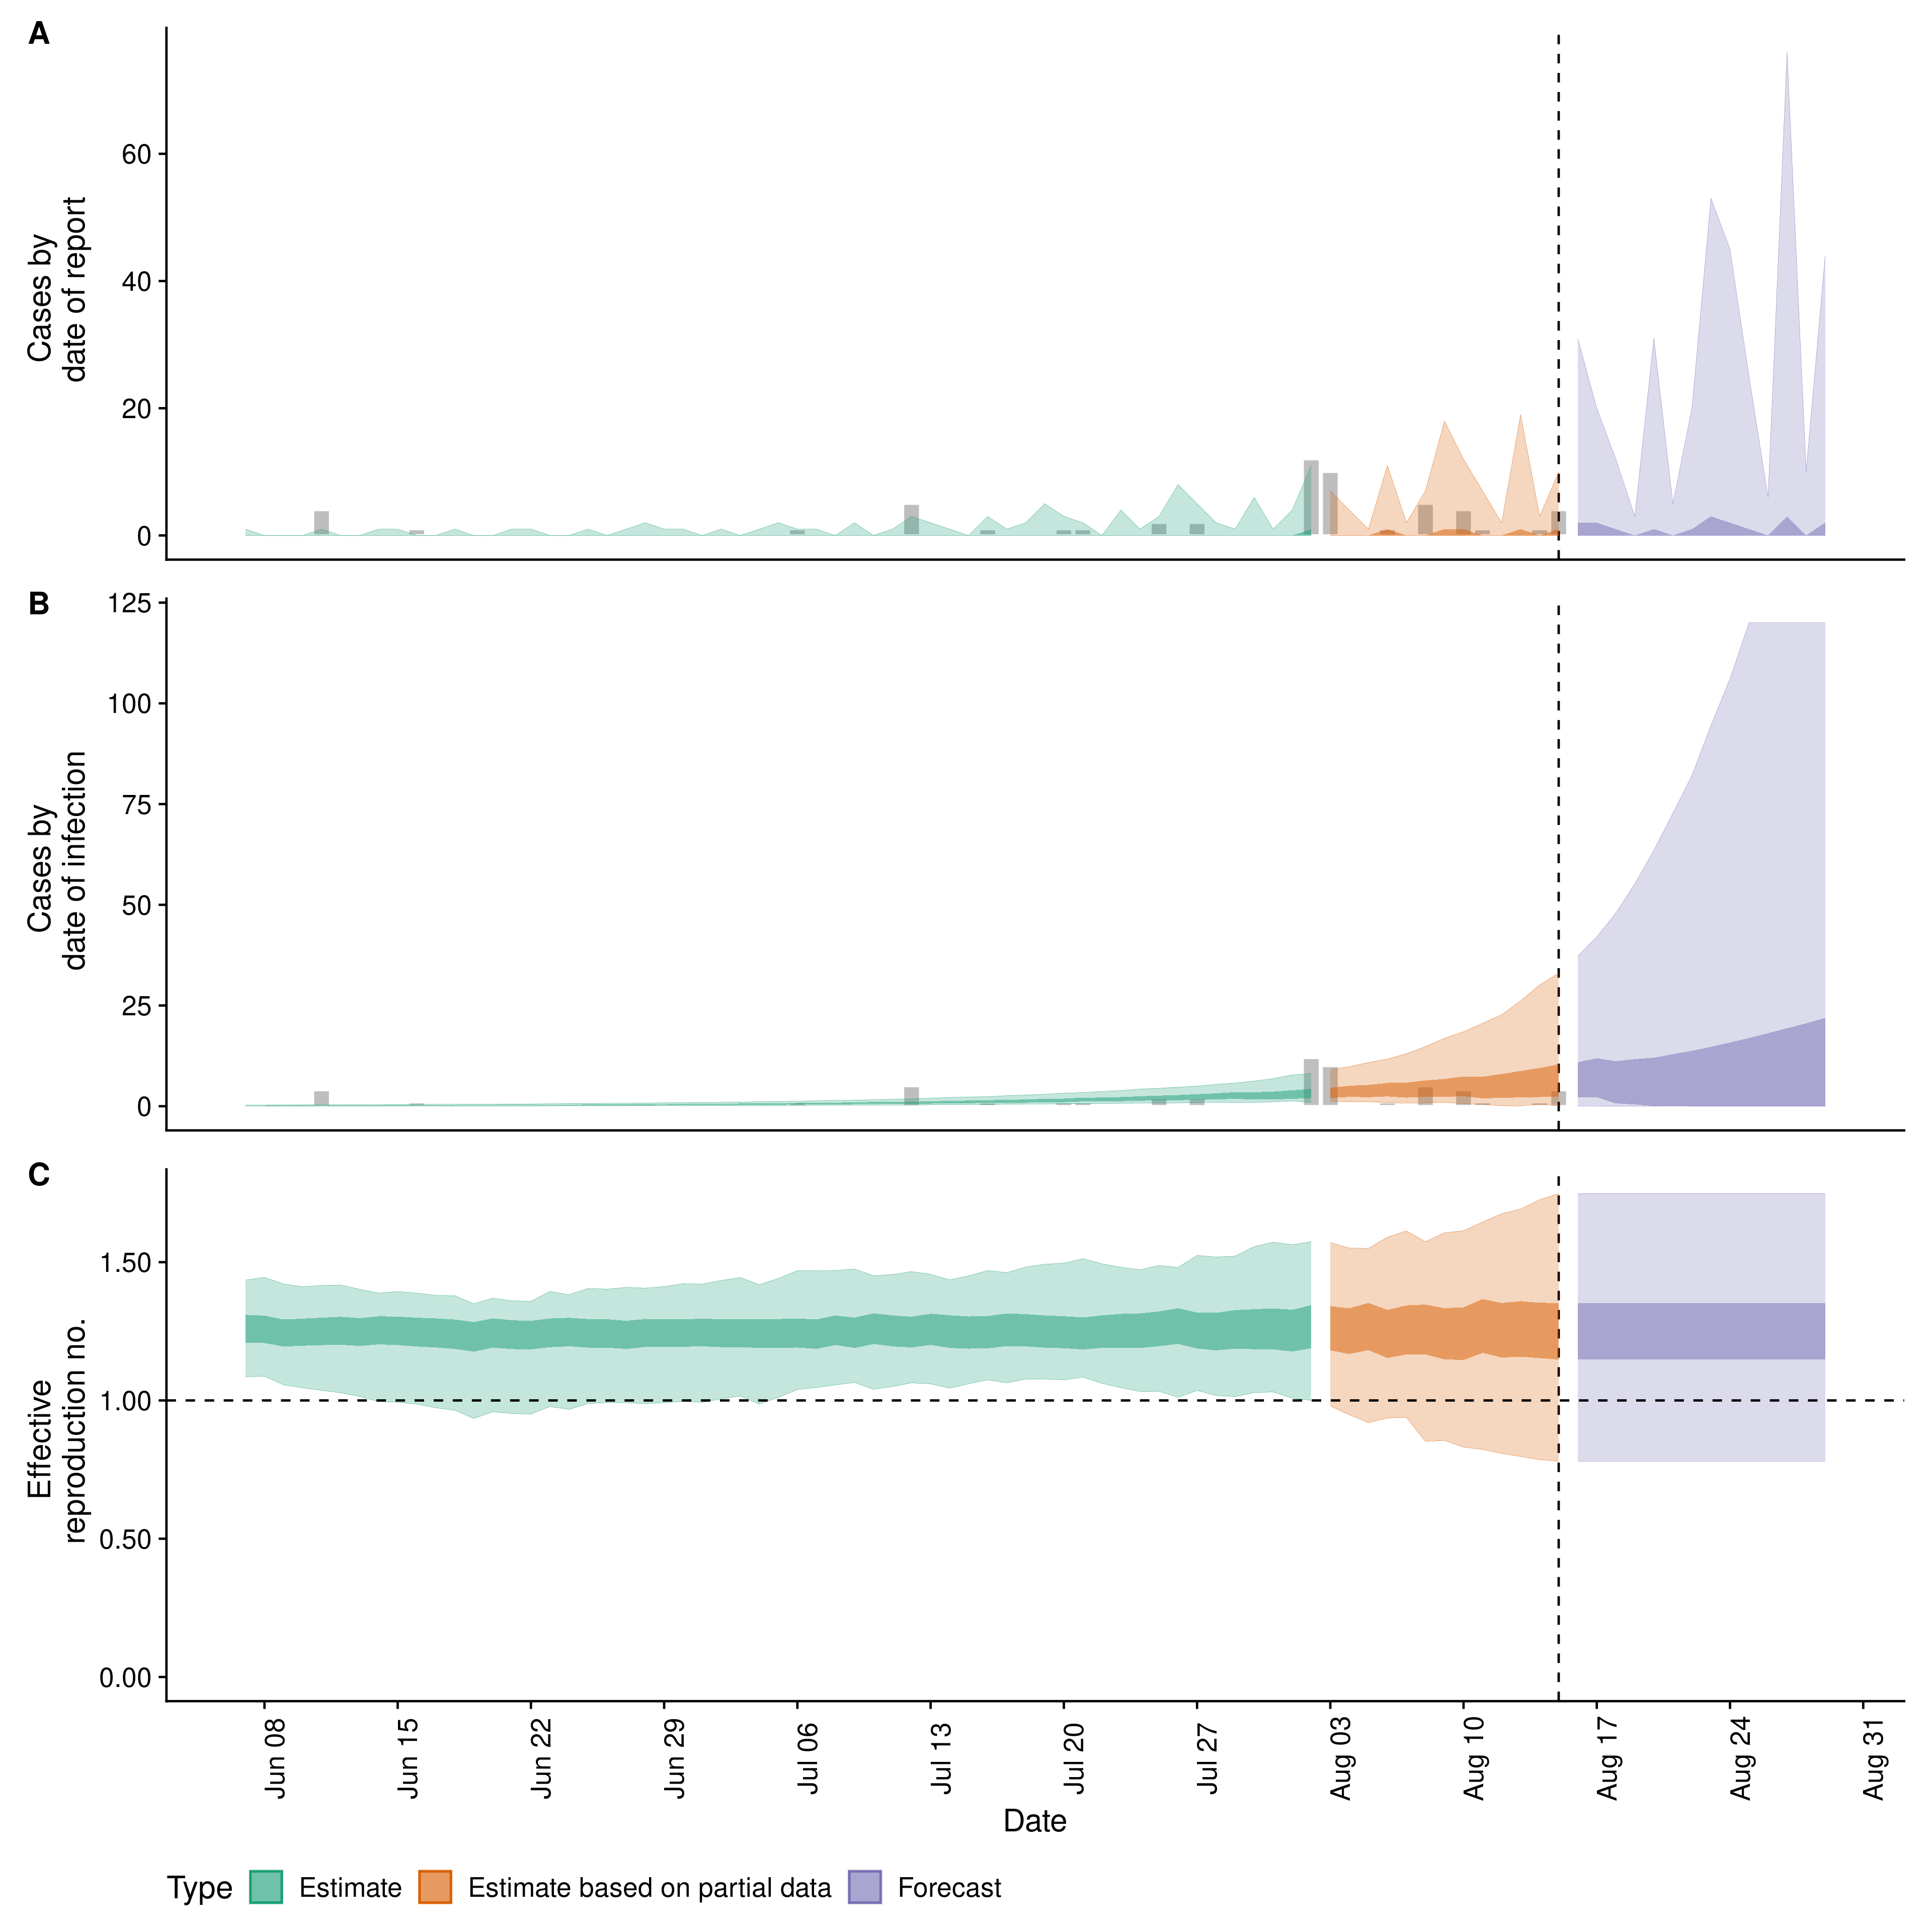 A
Cases by
date of report
60
40
20
0
B
Cases by
date of infection
125
100
75
50
25
0
C
Effective
reproduction no.
1.50
1.00
0.50
0.00
Jun 08
Jun 15
Jun 22
Jun 29
Jul 06
Jul 13
Jul 20
Jul 27
Aug 03
Aug 10
Aug 17
Aug 24
Aug 31
Date
Type Estimate Estimate based on partial data Forecast